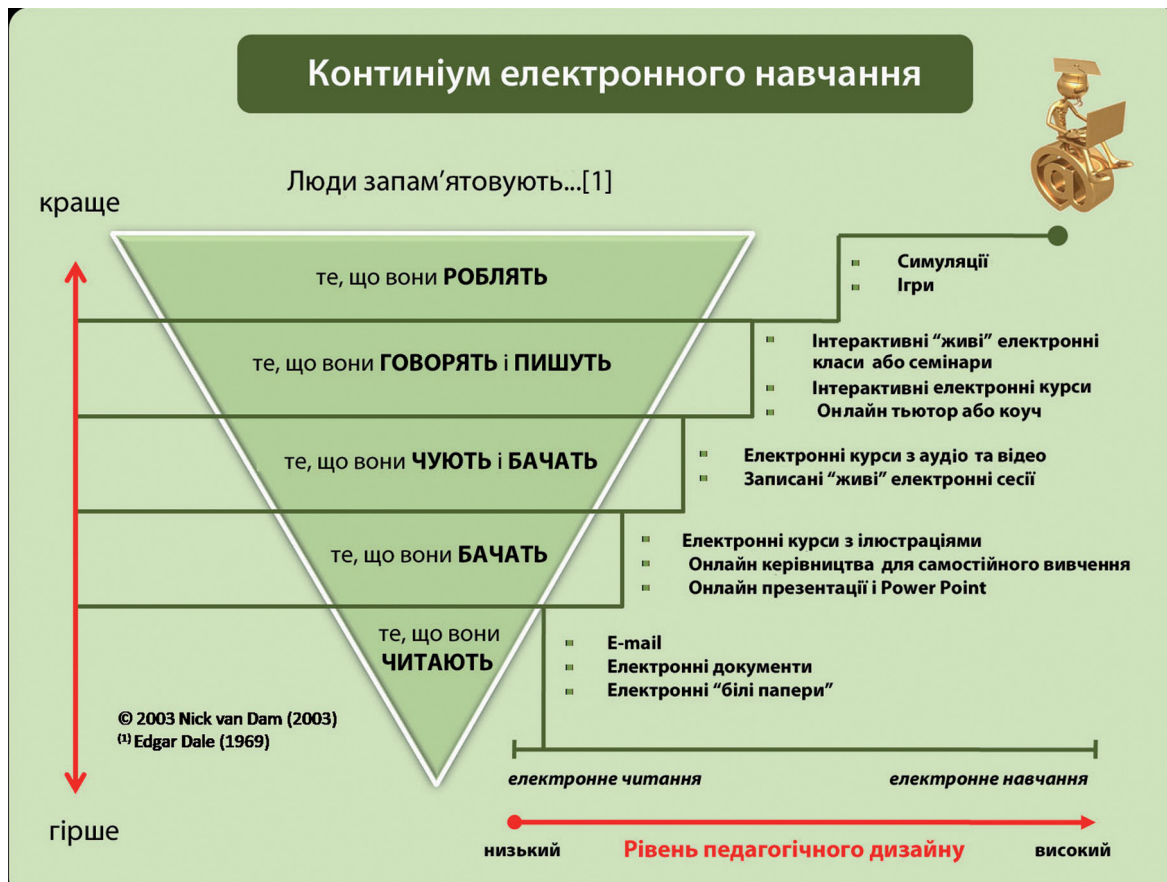 Континіум електронного навчання
Люди запам’ятовують...[1]
краще
те, що вони РОБЛЯТЬ
Симуляції
Ігри
те, що вони ГОВОРЯТЬ і ПИШУТЬ
Інтерактивні “живі” електронні
класи або семінари
Інтерактивні електронні курси
Онлайн тьютор або коуч
те, що вони ЧУЮТЬ і БАЧАТЬ
Електронні курси з аудіо та відео
Записані “живі” електронні сесії
те, що вони БАЧАТЬ
Електронні курси з ілюстраціями
Онлайн керівництва для самостійного вивчення
Онлайн презентації і Power Point
те, що вони
ЧИТАЮТЬ
E-mail
Електронні документи
Електронні “білі папери”
© 2003 Nick van Dam (2003)
(1) Edgar Dale (1969)
гірше
електронне читання
електронне навчання
низький
Рівень педагогічного дизайну
високий